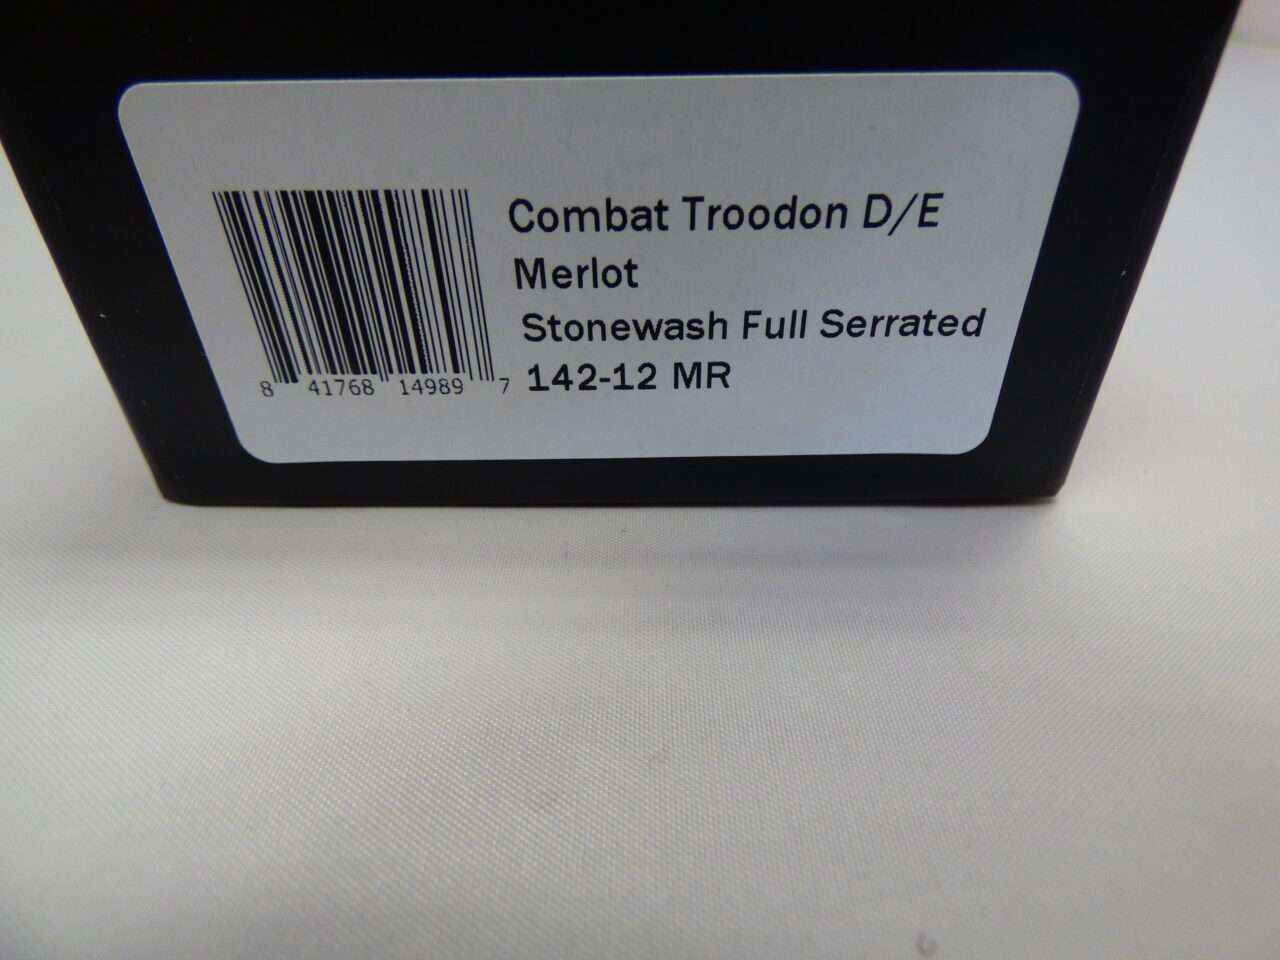 Combat Troodon D/E
Merlot
Stonewash Full Serrated
142-12 MR
8 41768 14989 7